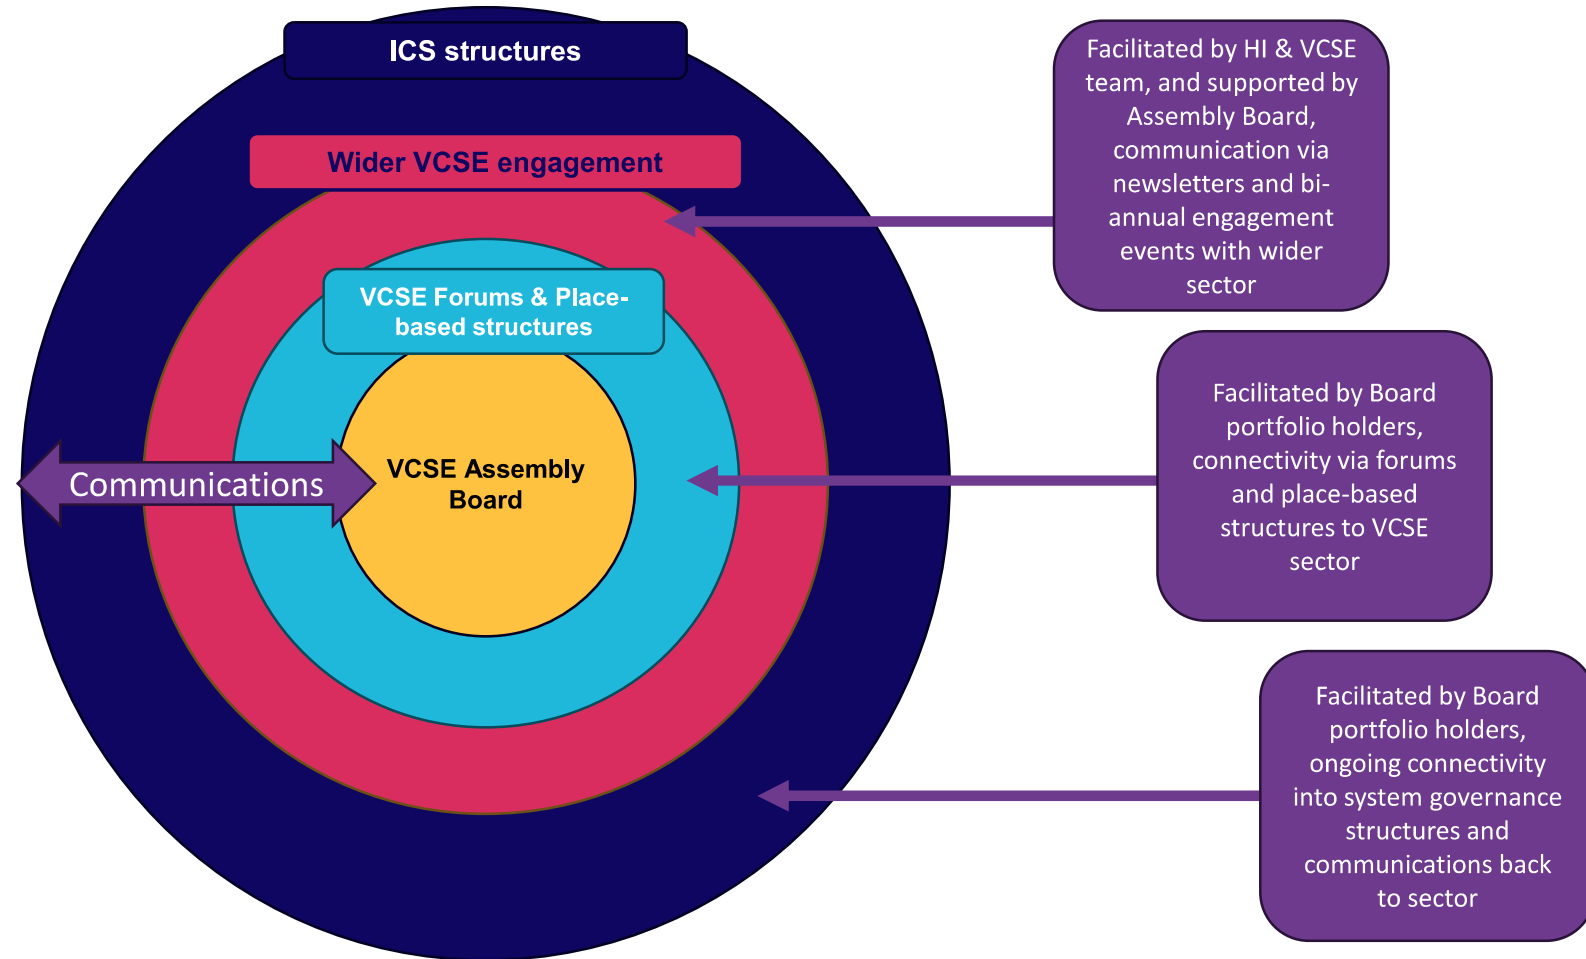 ICS structures
Wider VCSE engagement
VCSE Forums & Place-
based structures
VCSE Assembly
Board
Communications
Facilitated by HI & VCSE
team, and supported by
Assembly Board,
communication via
newsletters and bi-
annual engagement
events with wider
sector
Facilitated by Board
portfolio holders,
connectivity via forums
and place-based
structures to VCSE
sector
Facilitated by Board
portfolio holders,
ongoing connectivity
into system governance
structures and
communications back
to sector